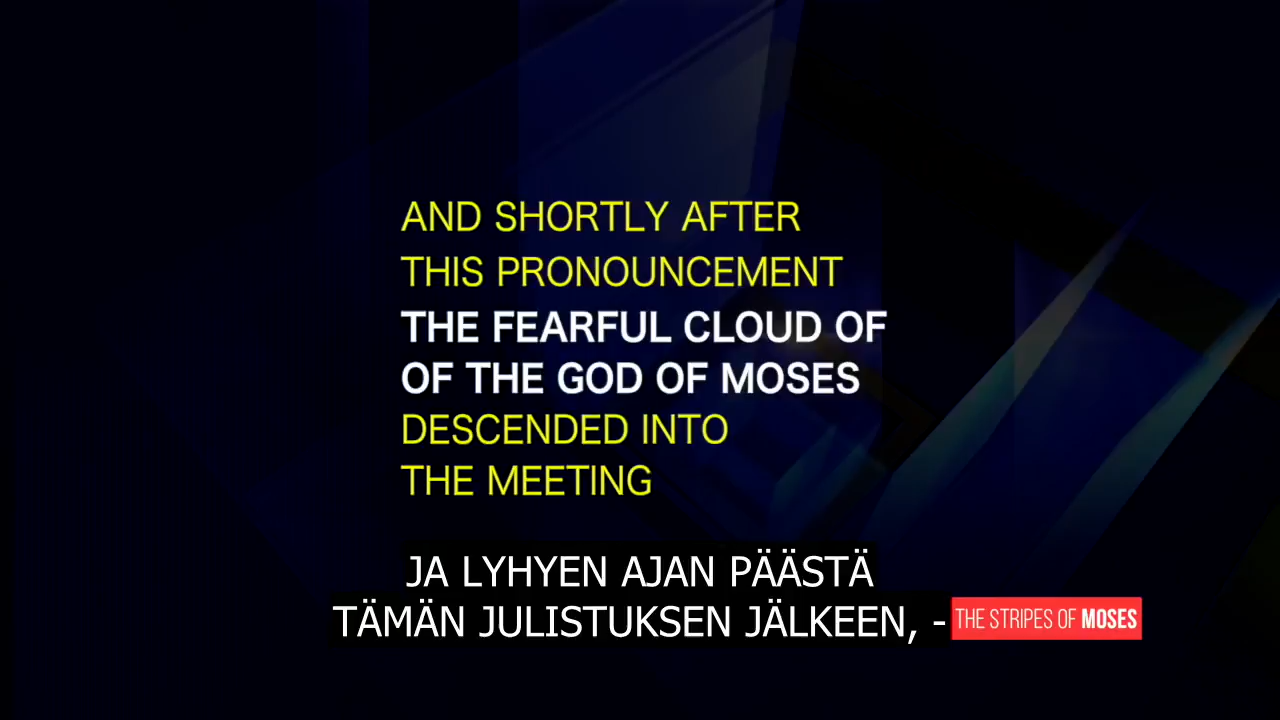 AND SHORTLY AFTER
THIS PRONOUNCEMENT
THE FEARFUL CLOUD OF
OF THE GOD OF MOSES
DESCENDED INTO
THE MEETING
JA LYHYEN AJAN PÄÄSTÄ
TÄMÄN JULISTUKSEN JÄLKEEN, -
THE STRIPES OF MOSES